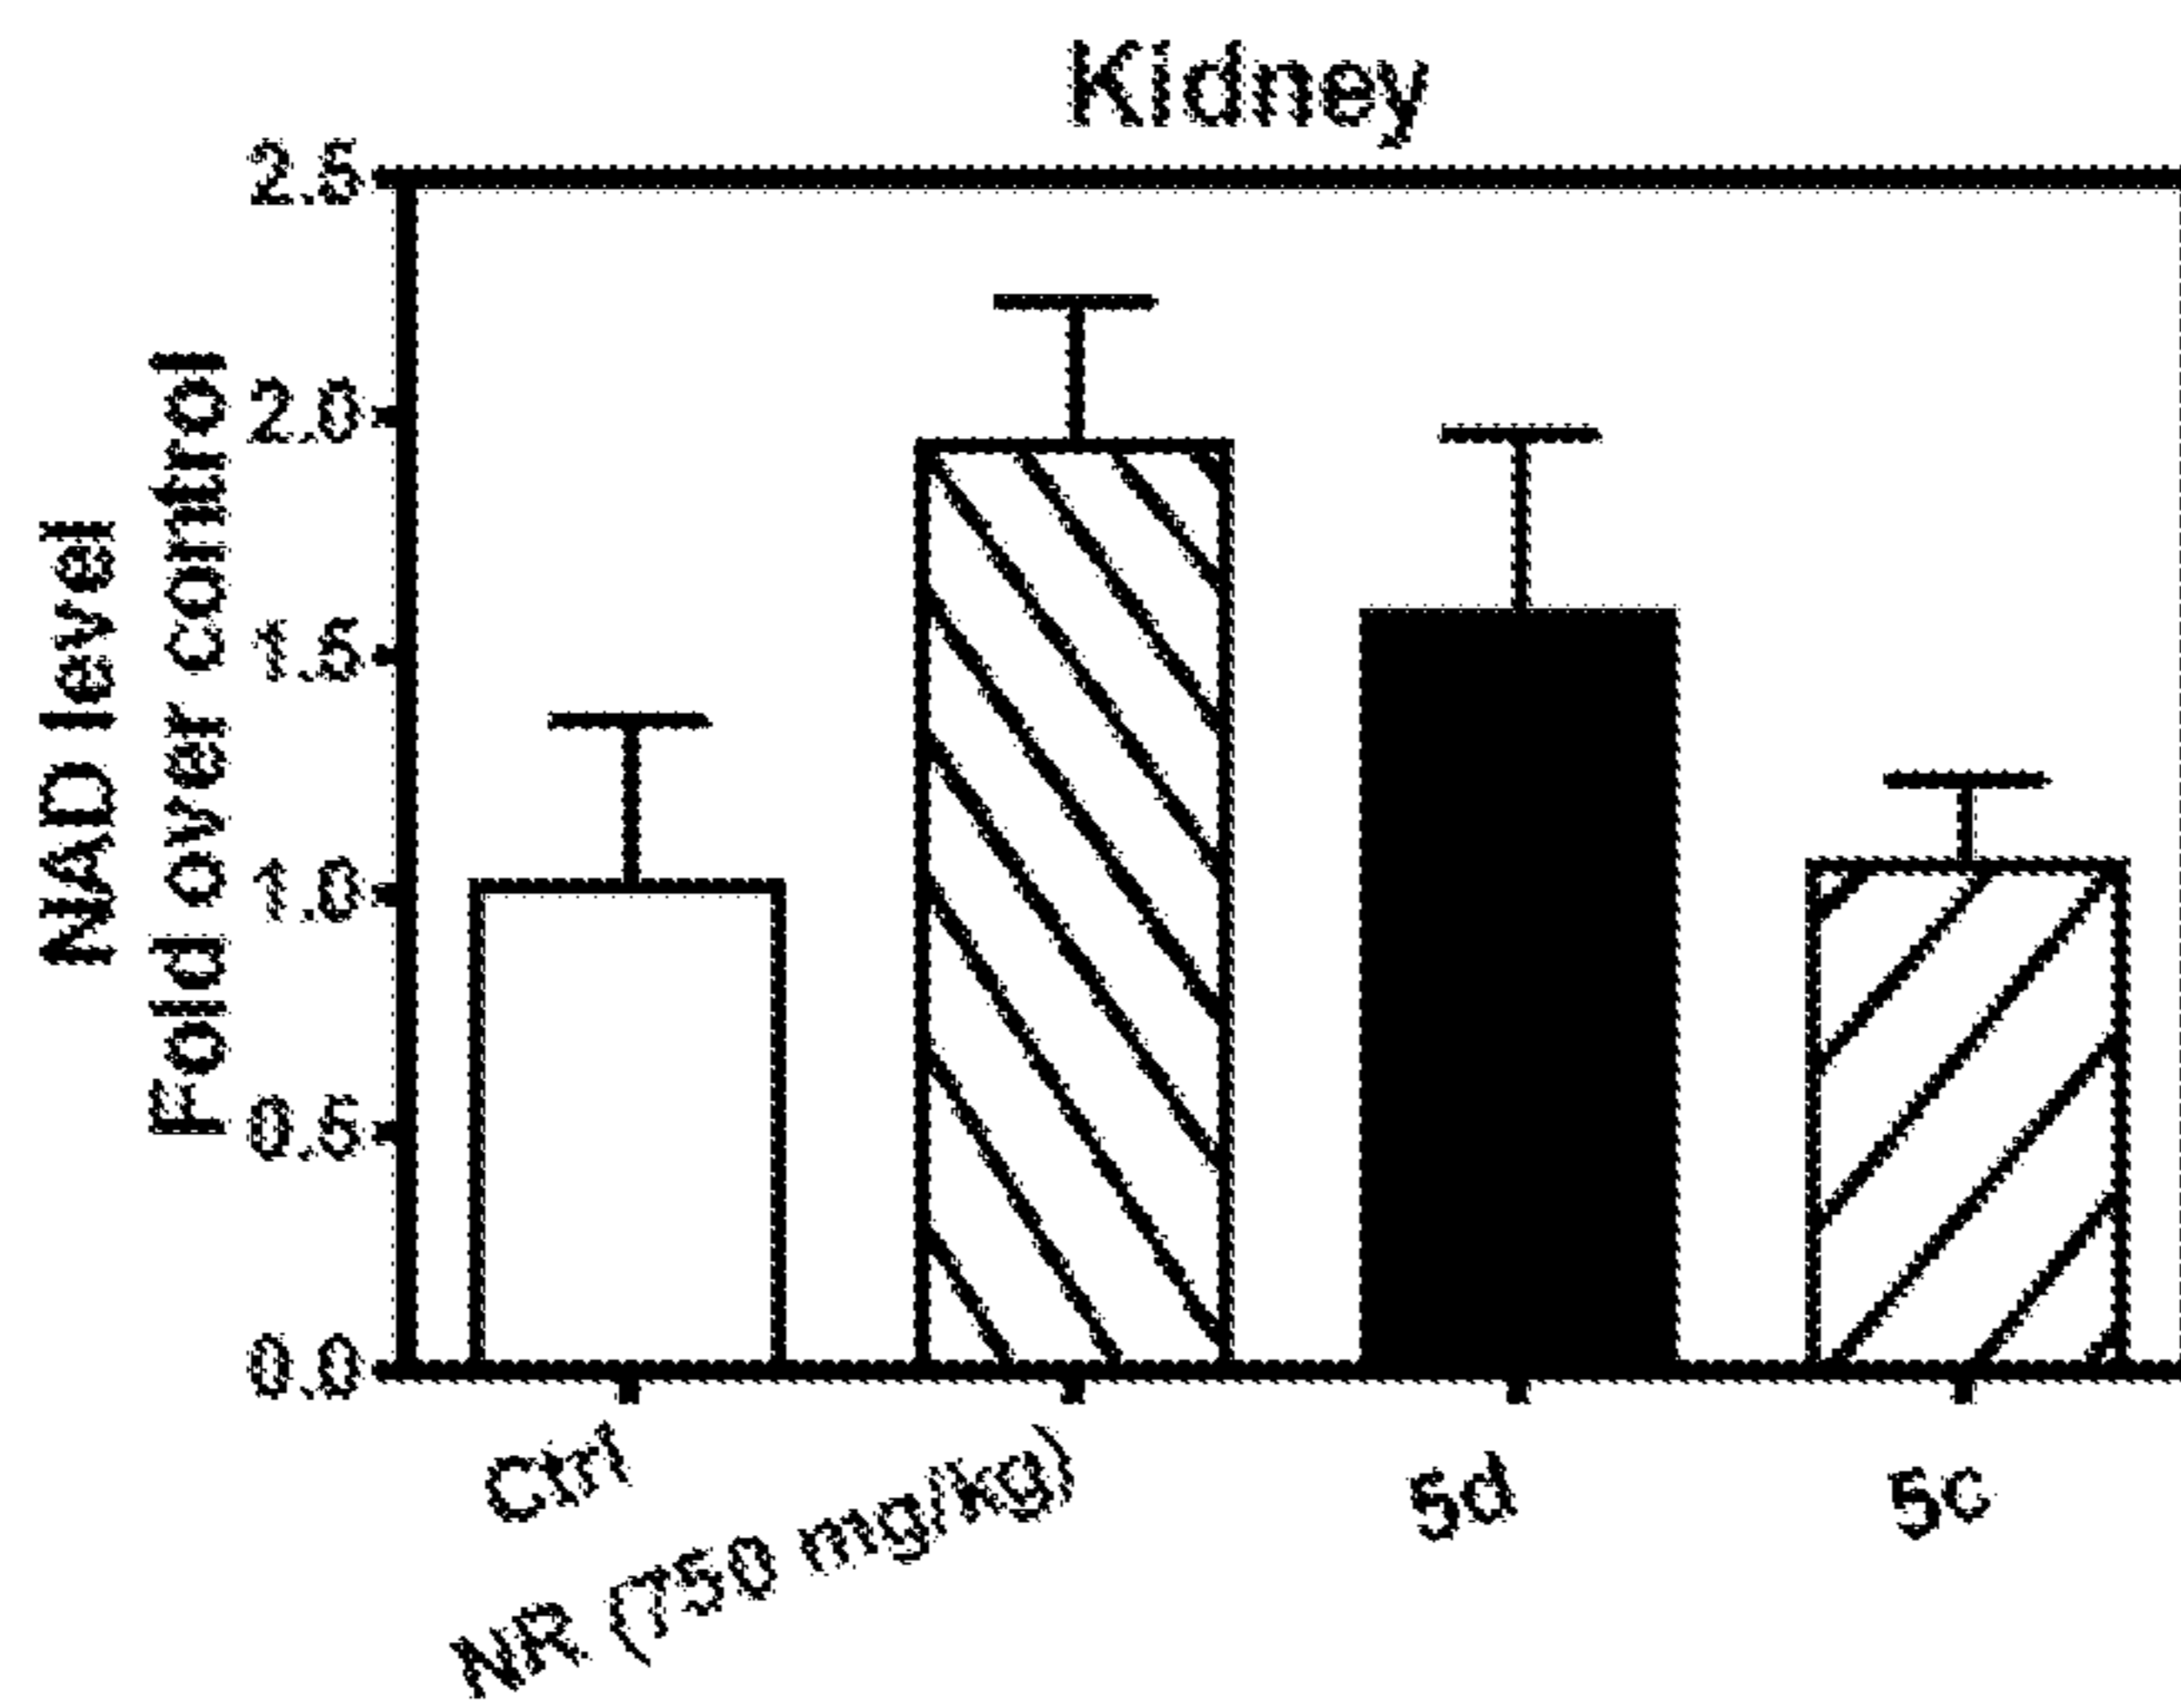 Kidney
NAD level
Fold over control
2.5
2.0
1.5
1.0
0.5
0.0
Ctrl
NR (750 mg/kg)
5d
5c